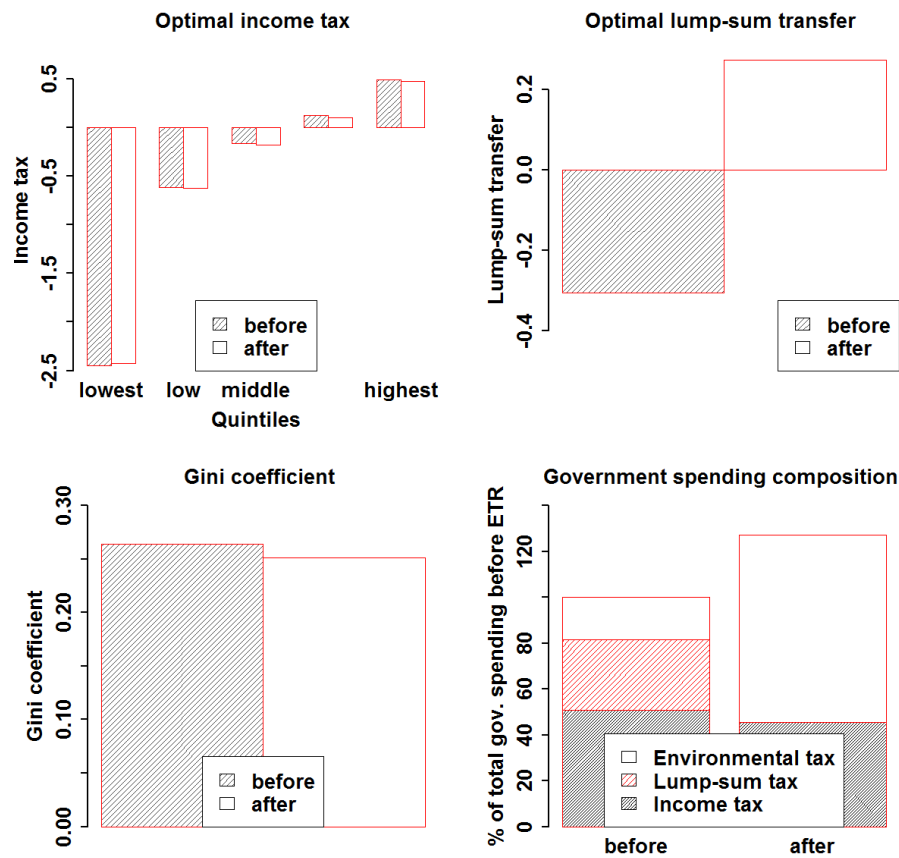 Optimal income tax
Income tax
0.5
-0.5
-1.5
-2.5
before
after
lowest low middle highest
Quintiles
Optimal lump-sum transfer
Lump-sum transfer
0.2
0.0
-0.2
-0.4
before
after
Gini coefficient
Gini coefficient
0.30
0.20
0.10
0.00
before
after
Government spending composition
% of total gov. spending before ETR
120
80
60
40
20
0
Environmental tax
Lump-sum tax
Income tax
before after